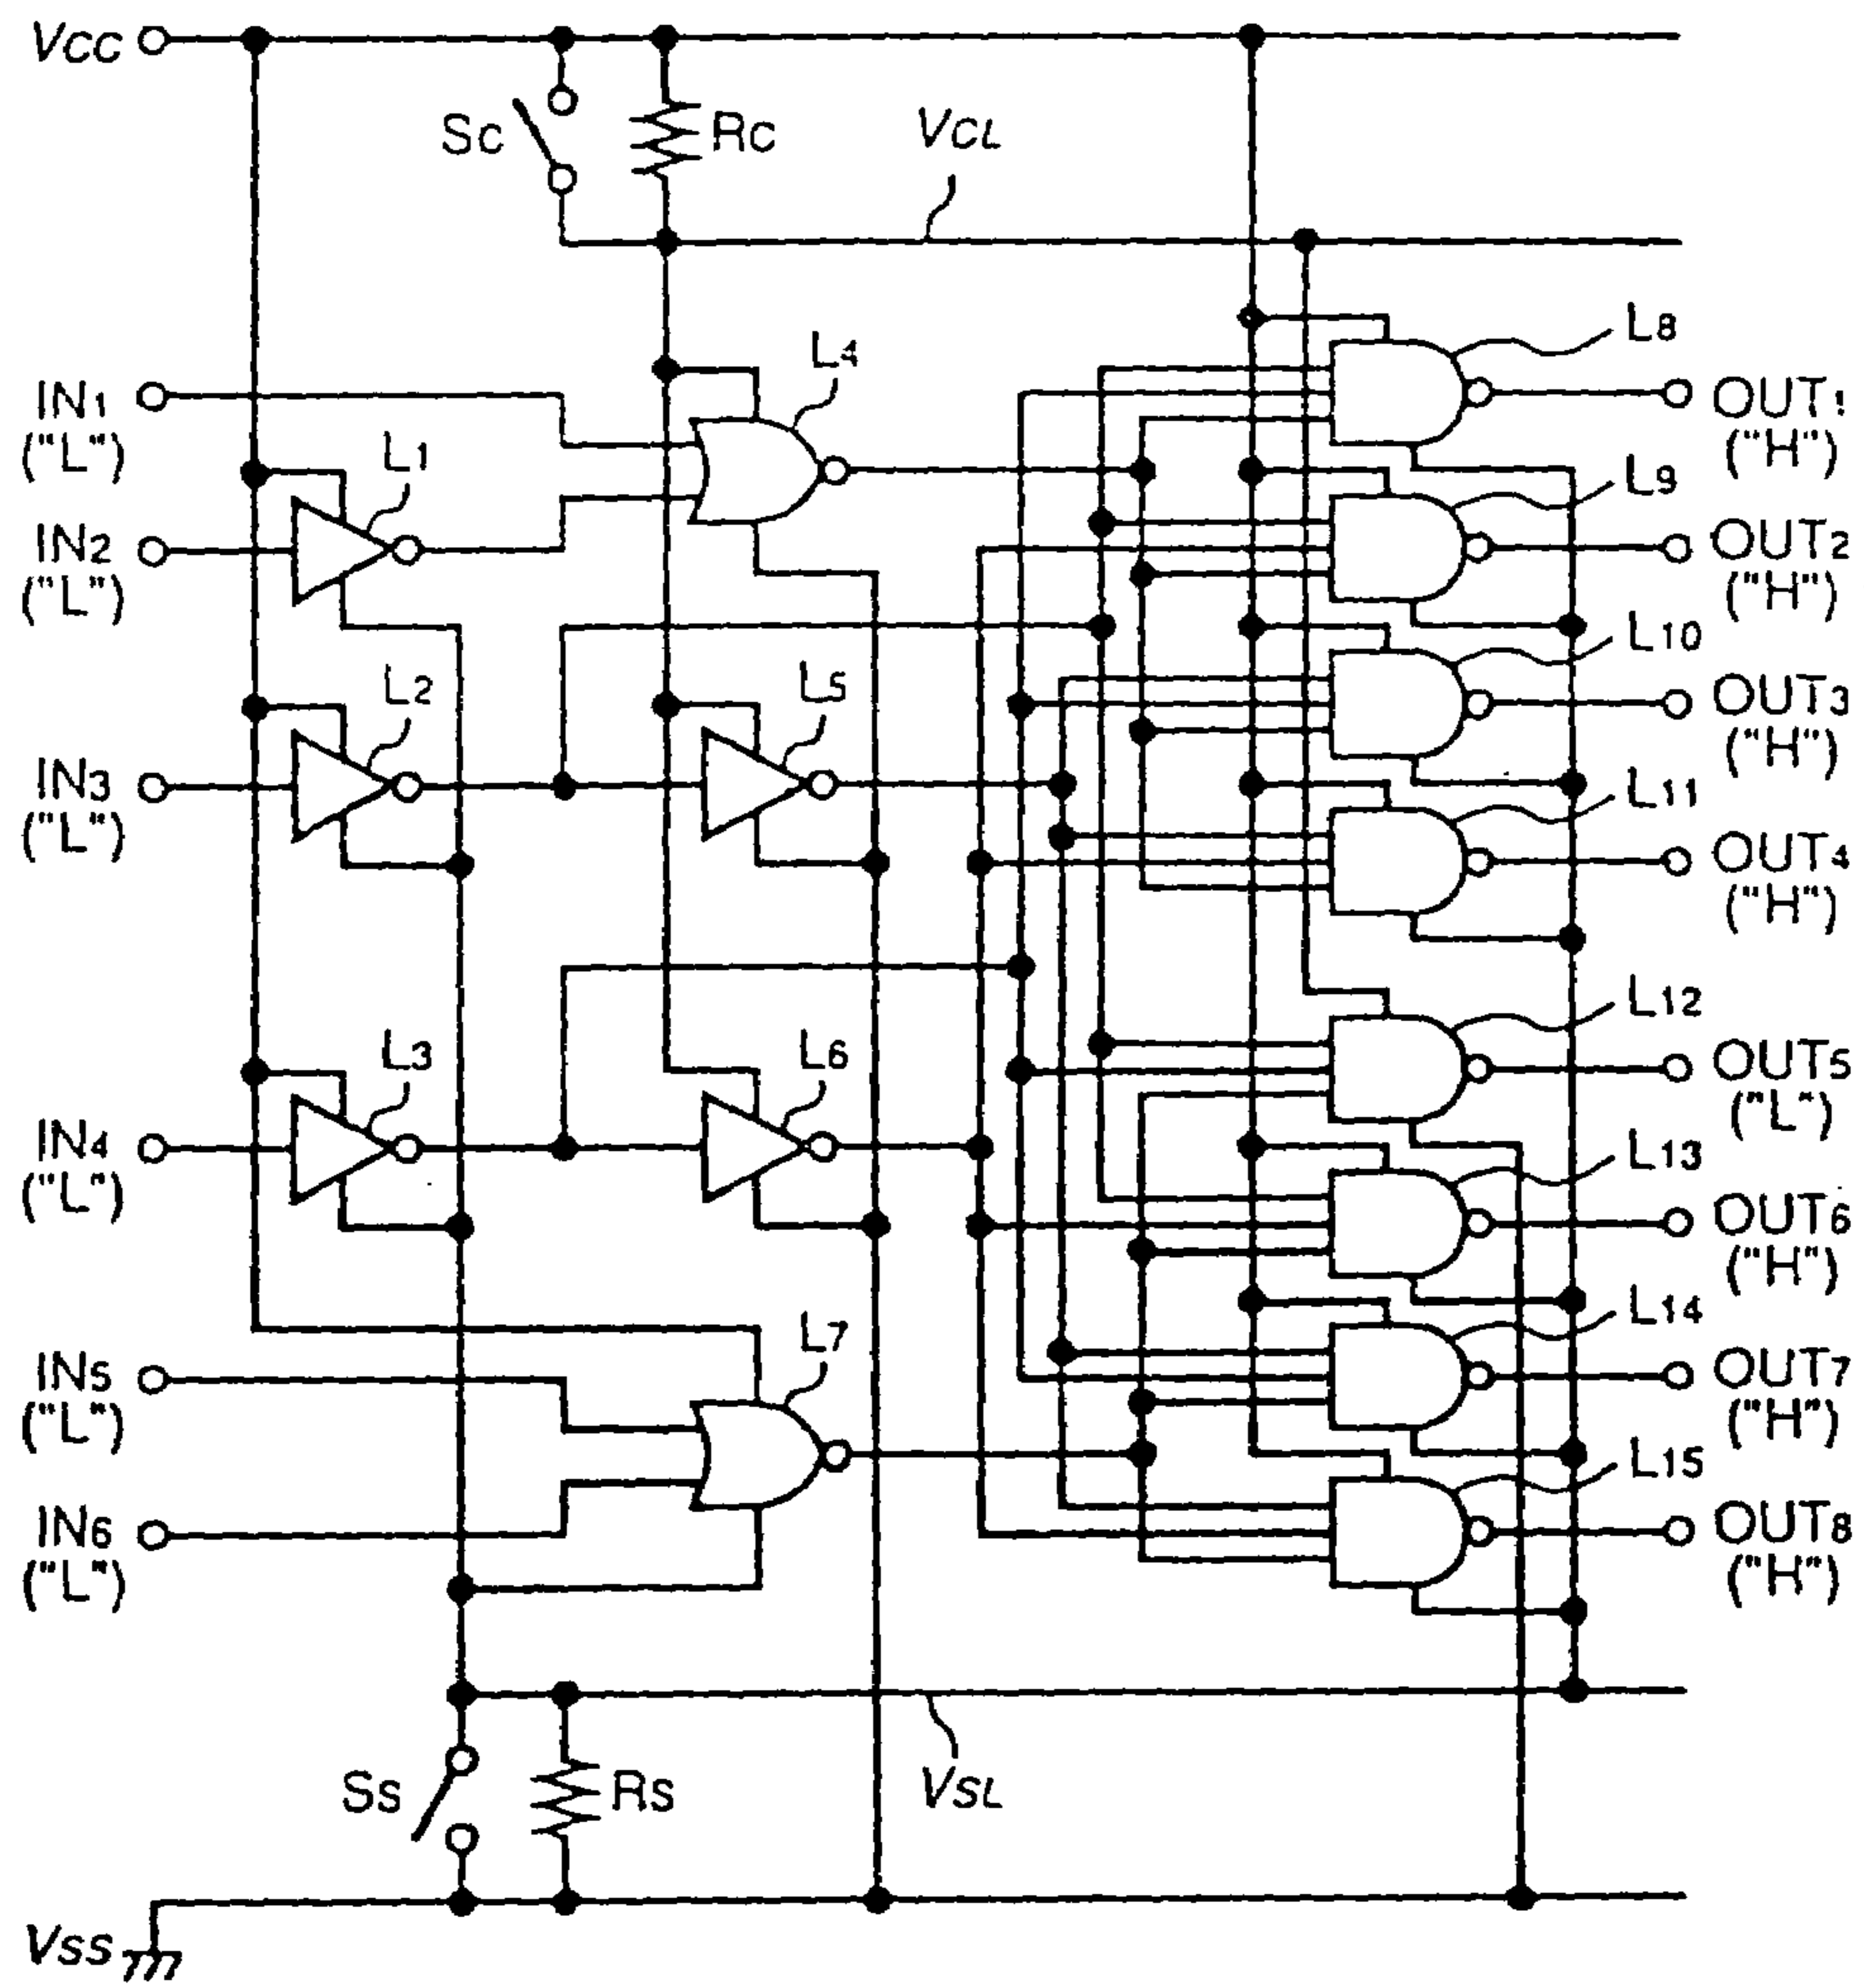 VCC
SC
RC
VCL
L8
L4
IN1
("L")
OUT1
("H")
L1
L9
IN2
("L")
OUT2
("H")
L10
L2
L5
OUT3
("H")
IN3
("L")
L11
OUT4
("H")
L12
L3
L6
OUT5
("L")
IN4
("L")
L13
OUT6
("H")
L14
L7
IN5
("L")
OUT7
("H")
L15
IN6
("L")
OUT8
("H")
SS
RS
VSL
VSS